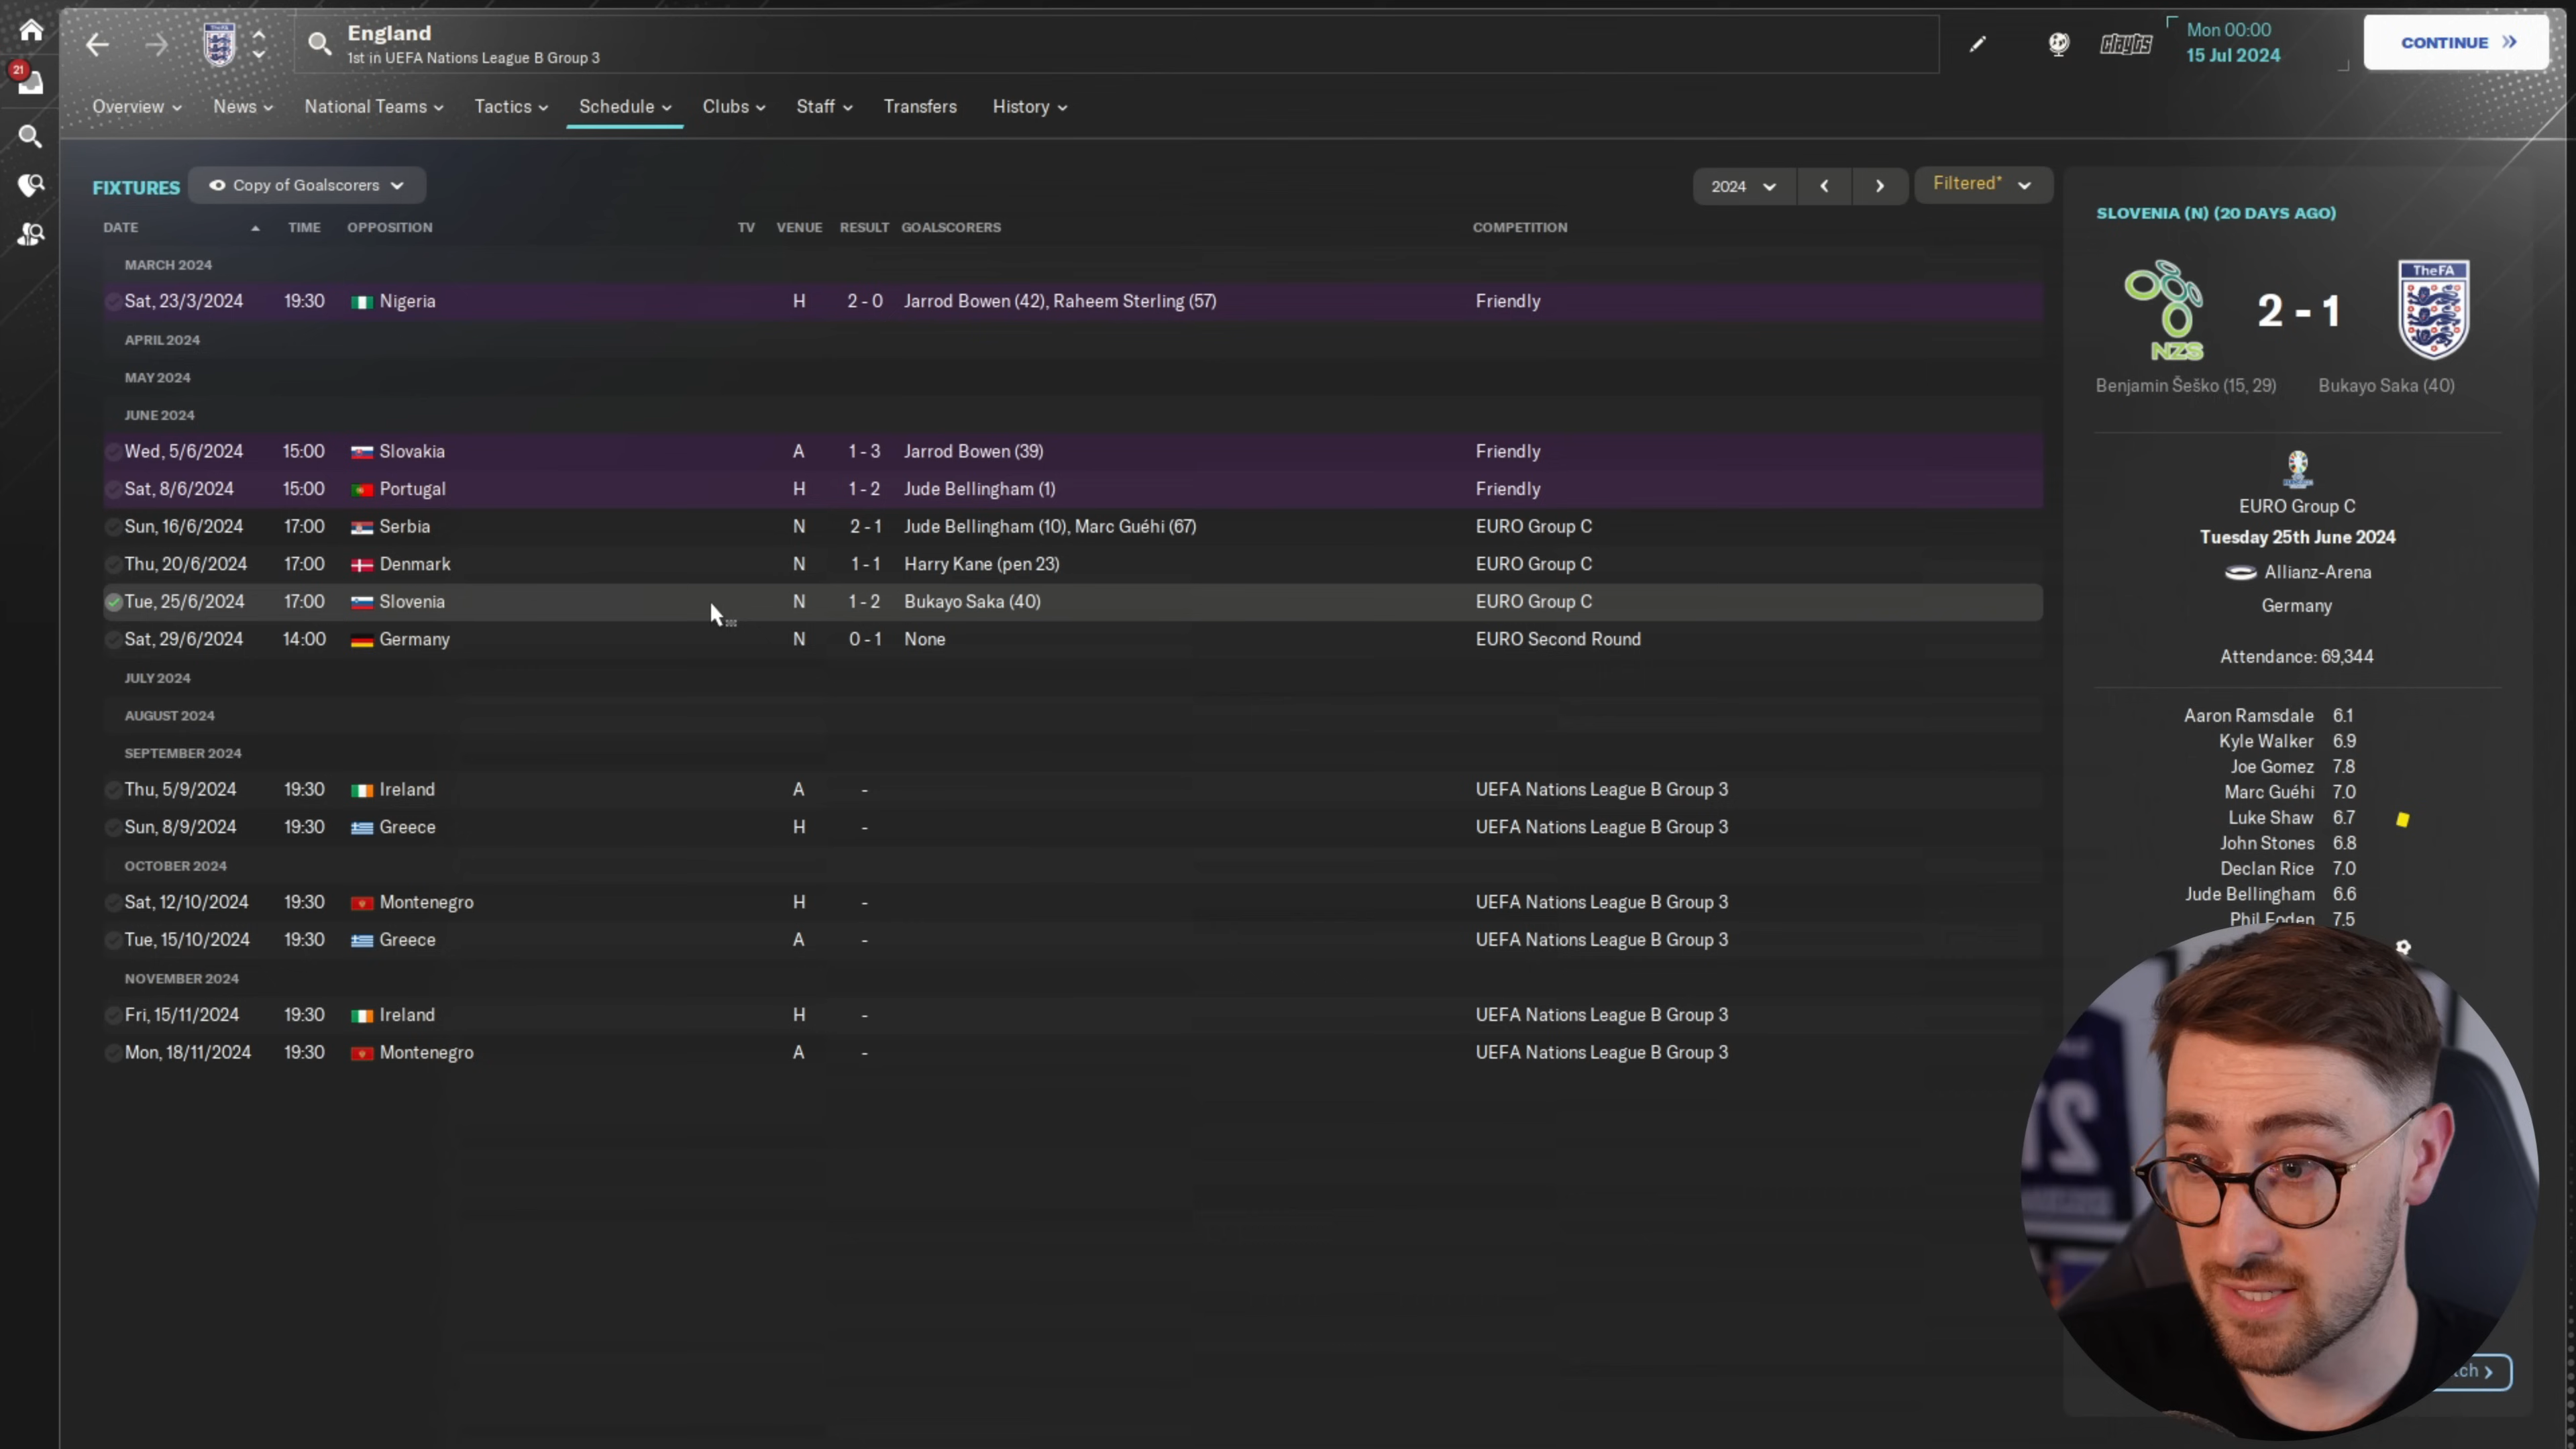 England
1st in UEFA Nations League B Group 3
clayts
Mon 00:00
15 Jul 2024
CONTINUE
21
Overview
News
National Teams
Tactics
Schedule
Clubs
Staff
Transfers
History
FIXTURES
Copy of Goalscorers
2024
Filtered*
DATE TIME OPPOSITION TV VENUE RESULT GOALSCORERS COMPETITION
MARCH 2024
Sat, 23/3/2024 19:30 Nigeria H 2 - 0 Jarrod Bowen (42), Raheem Sterling (57) Friendly
APRIL 2024
MAY 2024
JUNE 2024
Wed, 5/6/2024 15:00 Slovakia A 1 - 3 Jarrod Bowen (39) Friendly
Sat, 8/6/2024 15:00 Portugal H 1 - 2 Jude Bellingham (1) Friendly
Sun, 16/6/2024 17:00 Serbia N 2 - 1 Jude Bellingham (10), Marc Guéhi (67) EURO Group C
Thu, 20/6/2024 17:00 Denmark N 1 - 1 Harry Kane (pen 23) EURO Group C
Tue, 25/6/2024 17:00 Slovenia N 1 - 2 Bukayo Saka (40) EURO Group C
Sat, 29/6/2024 14:00 Germany N 0 - 1 None EURO Second Round
JULY 2024
AUGUST 2024
SEPTEMBER 2024
Thu, 5/9/2024 19:30 Ireland A - UEFA Nations League B Group 3
Sun, 8/9/2024 19:30 Greece H - UEFA Nations League B Group 3
OCTOBER 2024
Sat, 12/10/2024 19:30 Montenegro H - UEFA Nations League B Group 3
Tue, 15/10/2024 19:30 Greece A - UEFA Nations League B Group 3
NOVEMBER 2024
Fri, 15/11/2024 19:30 Ireland H - UEFA Nations League B Group 3
Mon, 18/11/2024 19:30 Montenegro A - UEFA Nations League B Group 3
SLOVENIA (N) (20 DAYS AGO)
NZS
2 - 1
TheFA
Benjamin Šeško (15, 29) Bukayo Saka (40)
EURO Group C
Tuesday 25th June 2024
Allianz-Arena
Germany
Attendance: 69,344
Aaron Ramsdale 6.1
Kyle Walker 6.9
Joe Gomez 7.8
Marc Guéhi 7.0
Luke Shaw 6.7
John Stones 6.8
Declan Rice 7.0
Jude Bellingham 6.6
Phil Foden 7.5